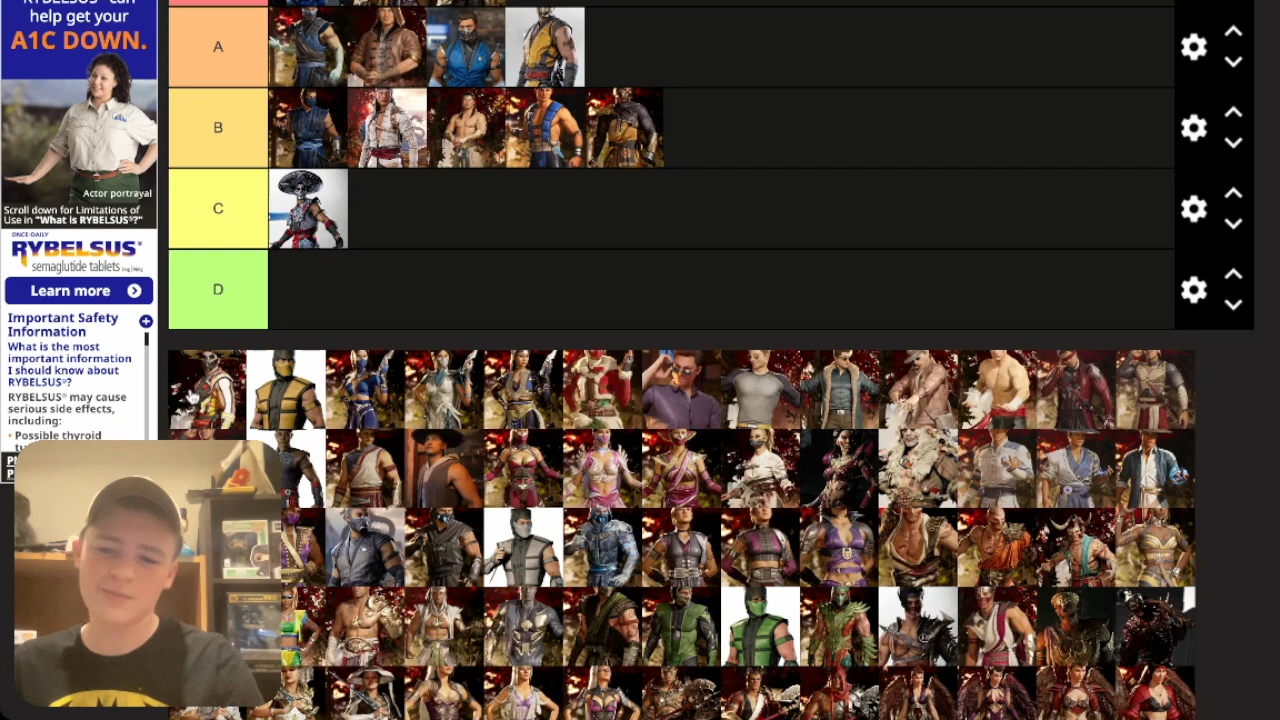 RYBELSUS® can
help get your
A1C DOWN.
Actor portrayal
Scroll down for Limitations of
Use in "What is RYBELSUS®?"
ONCE-DAILY
RYBELSUS®
semaglutide tablets
Learn more
Important Safety
Information
What is the most
important information
I should know about
RYBELSUS®?
RYBELSUS® may cause
serious side effects,
including:
• Possible thyroid
A
B
C
D